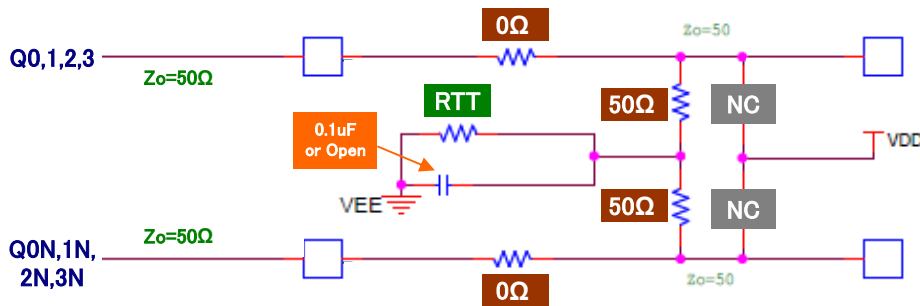 0Ω
Zo=50
Q0,1,2,3
Zo=50Ω
RTT
50Ω
NC
0.1uF
or Open
VDD
VEE
50Ω
NC
Zo=50Ω
Q0N,1N,
2N,3N
Zo=50
0Ω